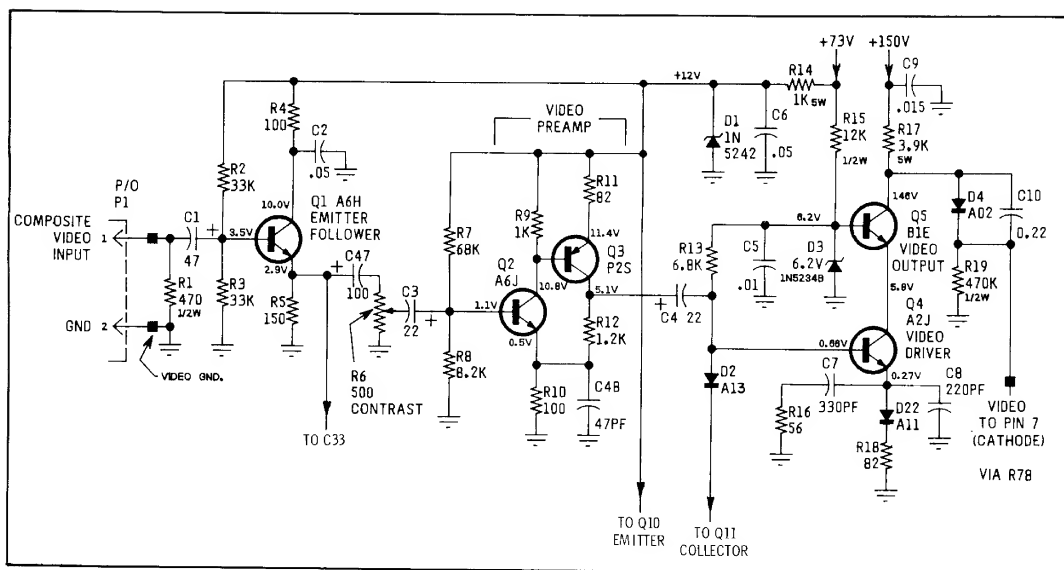 +73V
+150V
C9
.015
R14
1K 5W
+12V
R4
100
C2
.05
VIDEO
PREAMP
D1
1N
5242
C6
.05
R15
12K
1/2W
R17
3.9K
5W
R2
33K
P/O
P1
COMPOSITE
VIDEO
INPUT
1
C1
+
47
10.0V
Q1 A6H
EMITTER
FOLLOWER
3.5V
2.9V
R1
470
1/2W
R3
33K
R5
150
GND
2
VIDEO GND.
+
C47
100
C3
22
+
R6
500
CONTRAST
TO C33
R7
68K
R8
8.2K
R9
1K
R11
82
11.4V
Q3
P2S
Q2
A6J
10.8V
5.1V
1.1V
0.5V
R12
1.2K
R10
100
C48
47PF
+
C4 22
R13
6.8K
C5
.01
6.2V
D3
6.2V
1N5234B
146V
Q5
B1E
VIDEO
OUTPUT
D4
A02
C10
0.22
R19
470K
1/2W
5.8V
Q4
A2J
VIDEO
DRIVER
0.66V
0.27V
D2
A13
C7
330PF
C8
220PF
R16
56
D22
A11
R18
82
VIDEO
TO PIN 7
(CATHODE)
VIA R78
TO Q10
EMITTER
TO Q11
COLLECTOR